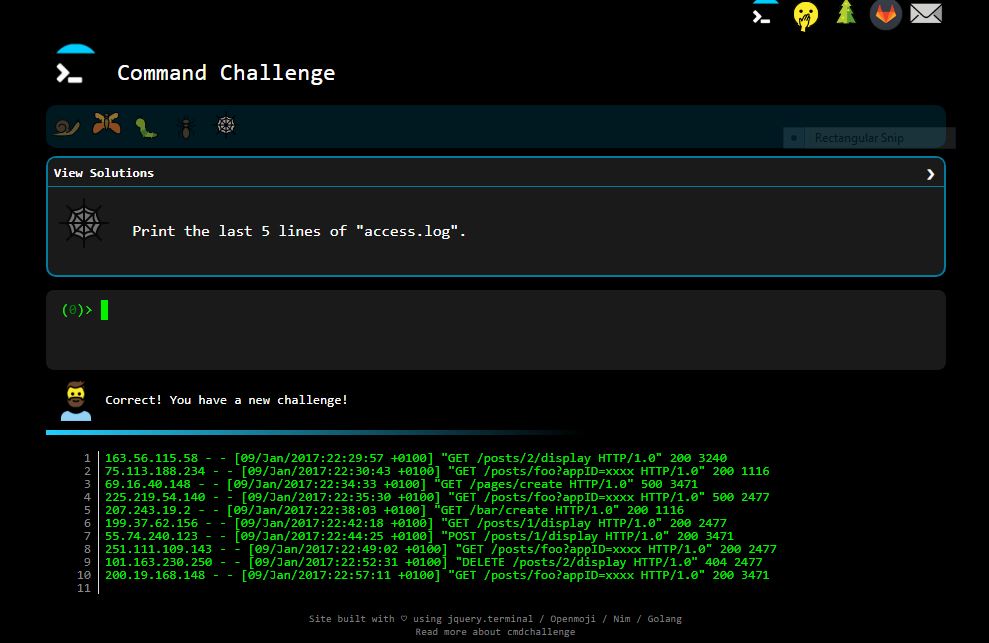 Command Challenge
Rectangular Snip
View Solutions
Print the last 5 lines of "access.log".
(0)>
Correct! You have a new challenge!
1 163.56.115.58 - - [09/Jan/2017:22:29:57 +0100] "GET /posts/2/display HTTP/1.0" 200 3240
2 75.113.188.234 - - [09/Jan/2017:22:30:43 +0100] "GET /posts/foo?appID=xxxx HTTP/1.0" 200 1116
3 69.16.40.148 - - [09/Jan/2017:22:34:33 +0100] "GET /pages/create HTTP/1.0" 500 3471
4 225.219.54.140 - - [09/Jan/2017:22:35:30 +0100] "GET /posts/foo?appID=xxxx HTTP/1.0" 500 2477
5 207.243.19.2 - - [09/Jan/2017:22:38:03 +0100] "GET /bar/create HTTP/1.0" 200 1116
6 199.37.62.156 - - [09/Jan/2017:22:42:18 +0100] "GET /posts/1/display HTTP/1.0" 200 2477
7 55.74.240.123 - - [09/Jan/2017:22:44:25 +0100] "POST /posts/1/display HTTP/1.0" 200 3471
8 251.111.109.143 - - [09/Jan/2017:22:49:02 +0100] "GET /posts/foo?appID=xxxx HTTP/1.0" 200 2477
9 101.163.230.250 - - [09/Jan/2017:22:52:31 +0100] "DELETE /posts/2/display HTTP/1.0" 404 2477
10 200.19.168.148 - - [09/Jan/2017:22:57:11 +0100] "GET /posts/foo?appID=xxxx HTTP/1.0" 200 3471
11
Site built with ♡ using jquery.terminal / Openmoji / Nim / Golang
Read more about cmdchallenge